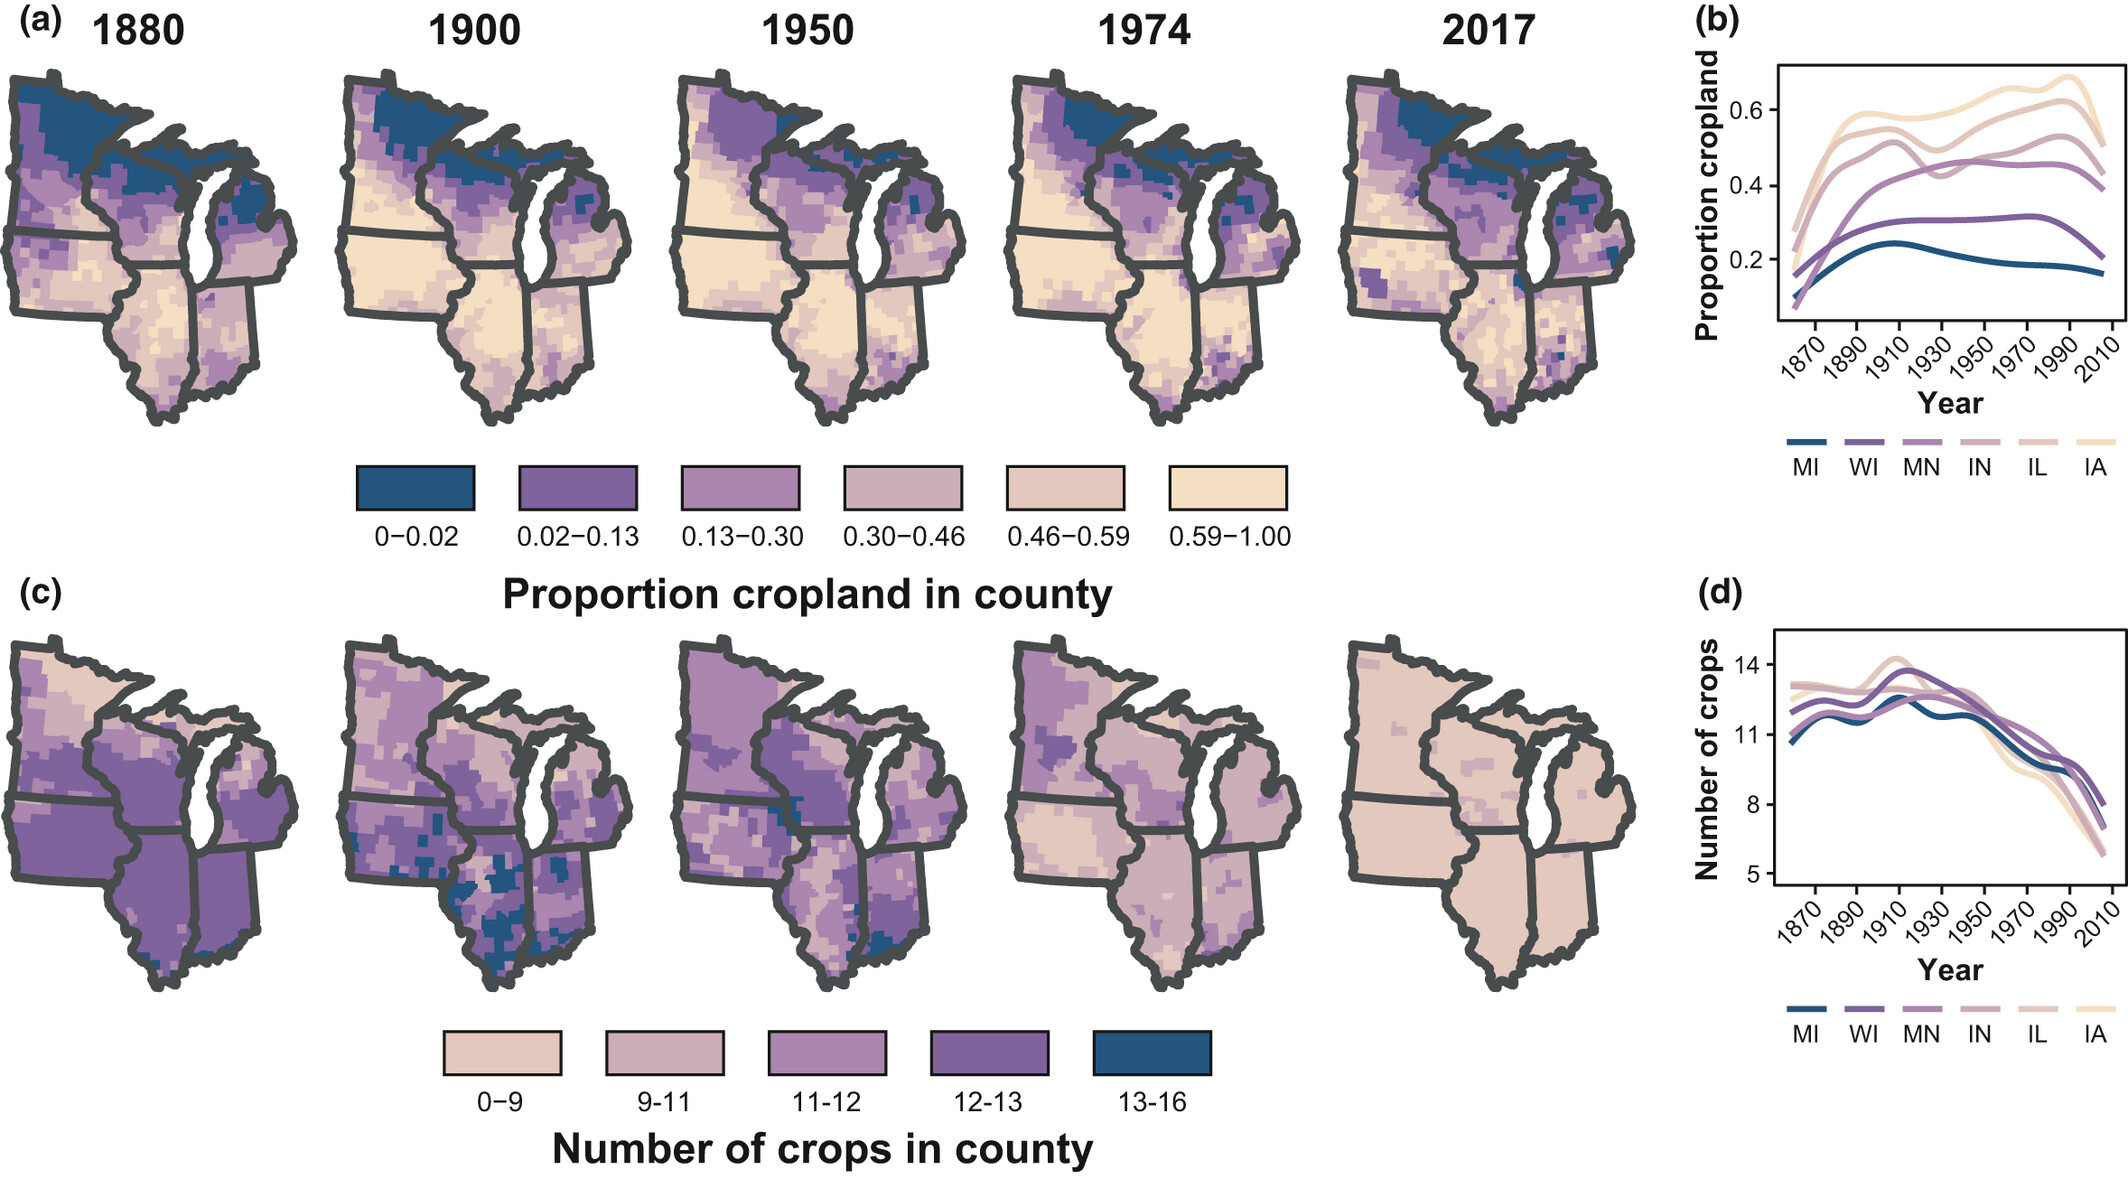 (a)
1880 1900 1950 1974 2017
0−0.02 0.02−0.13 0.13−0.30 0.30−0.46 0.46−0.59 0.59−1.00
Proportion cropland in county
(b)
Proportion cropland
0.6
0.4
0.2
1870 1890 1910 1930 1950 1970 1990 2010
Year
MI WI MN IN IL IA
(c)
0−9 9-11 11-12 12-13 13-16
Number of crops in county
(d)
Number of crops
14
11
8
5
1870 1890 1910 1930 1950 1970 1990 2010
Year
MI WI MN IN IL IA